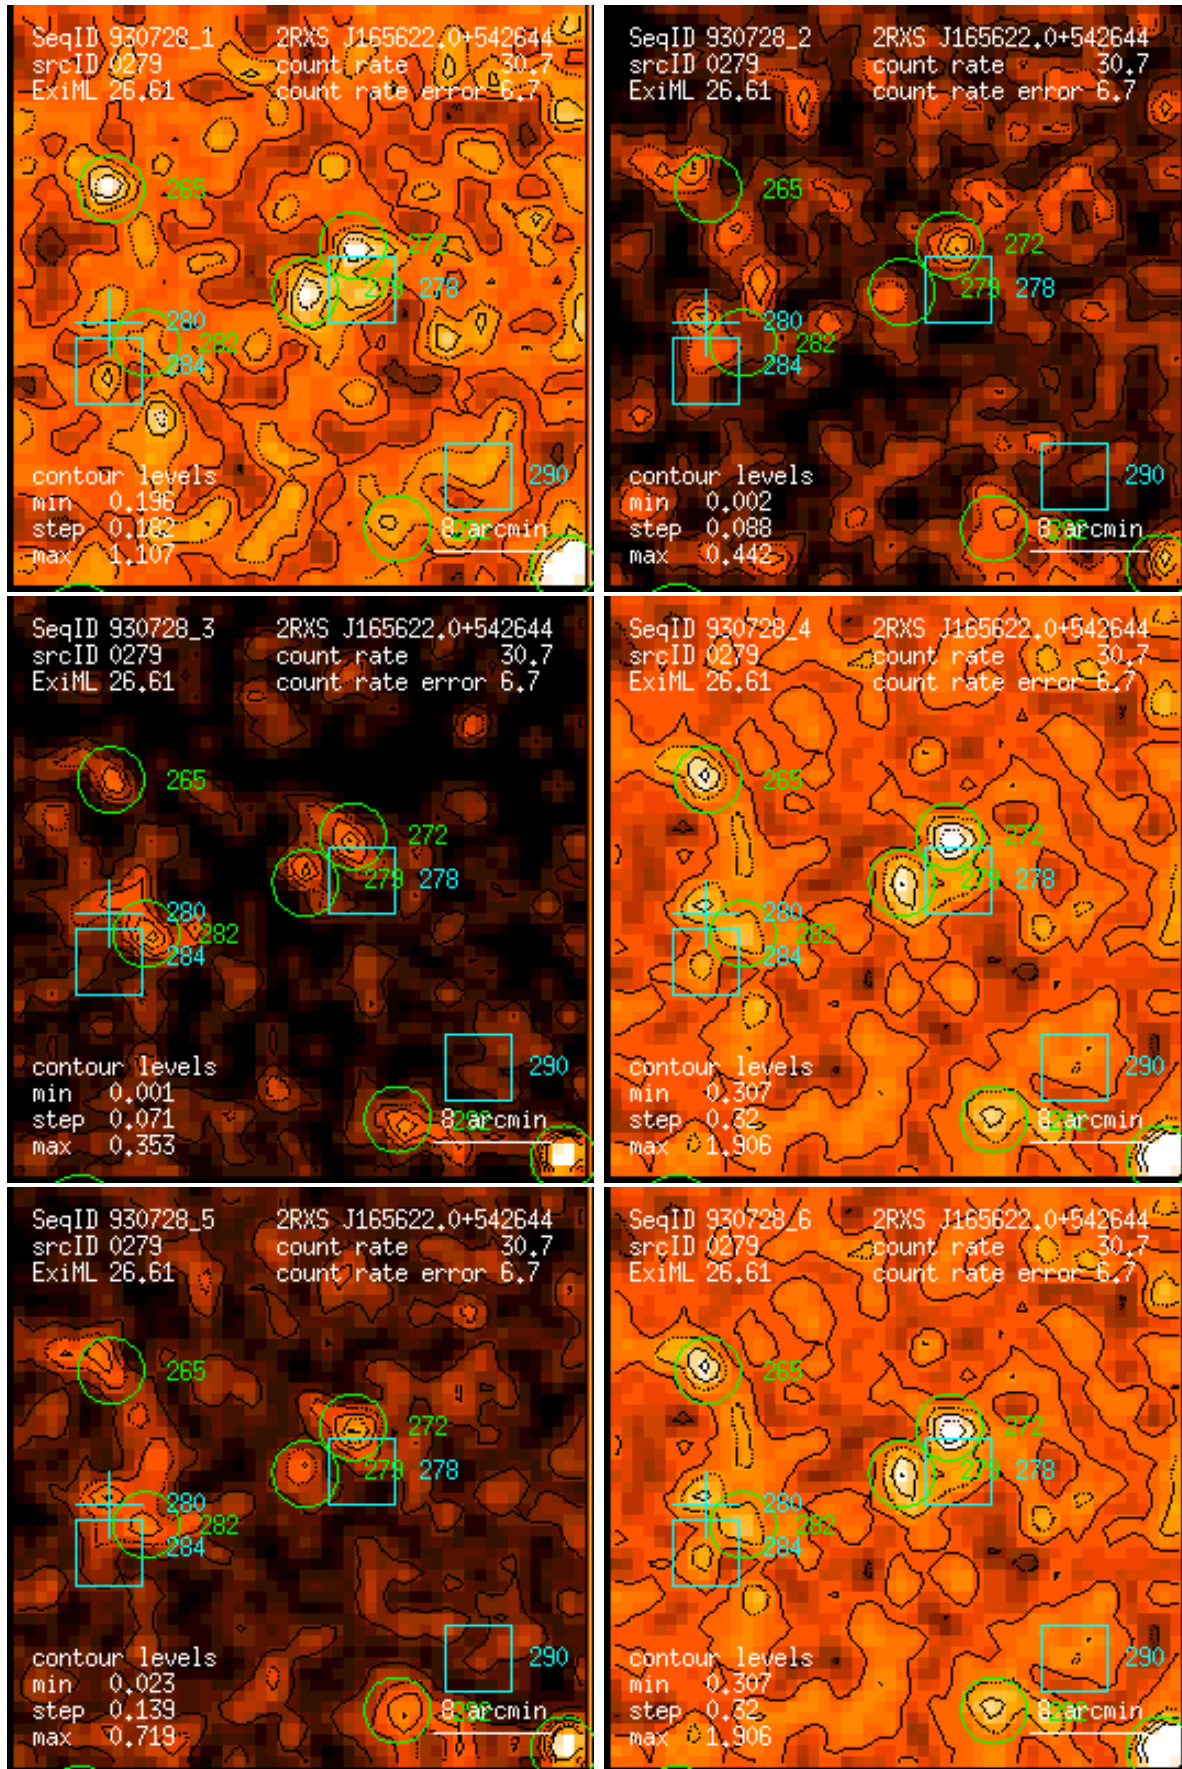 SeqID 930728_1 2RXS J165622.0+542644
srcID 0279 count rate 30.7
ExiML 26.61 count rate error 6.7
265
272
279 278
280
282
284
contour levels
290
min 0.196
step 0.182 8 arcmin
max 1.107
SeqID 930728_2 2RXS J165622.0+542644
srcID 0279 count rate 30.7
ExiML 26.61 count rate error 6.7
265
272
279 278
280
282
284
contour levels
290
min 0.002
step 0.088 8 arcmin
max 0.442
SeqID 930728_3 2RXS J165622.0+542644
srcID 0279 count rate 30.7
ExiML 26.61 count rate error 6.7
265
272
279 278
280
282
284
contour levels
290
min 0.001
step 0.071 8 arcmin
max 0.353
SeqID 930728_4 2RXS J165622.0+542644
srcID 0279 count rate 30.7
ExiML 26.61 count rate error 6.7
265
272
279 278
280
282
284
contour levels
290
min 0.307
step 0.32 8 arcmin
max 1.906
SeqID 930728_5 2RXS J165622.0+542644
srcID 0279 count rate 30.7
ExiML 26.61 count rate error 6.7
265
272
279 278
280
282
284
contour levels
290
min 0.023
step 0.139 8 arcmin
max 0.719
SeqID 930728_6 2RXS J165622.0+542644
srcID 0279 count rate 30.7
ExiML 26.61 count rate error 6.7
265
272
279 278
280
282
284
contour levels
290
min 0.307
step 0.32 8 arcmin
max 1.906